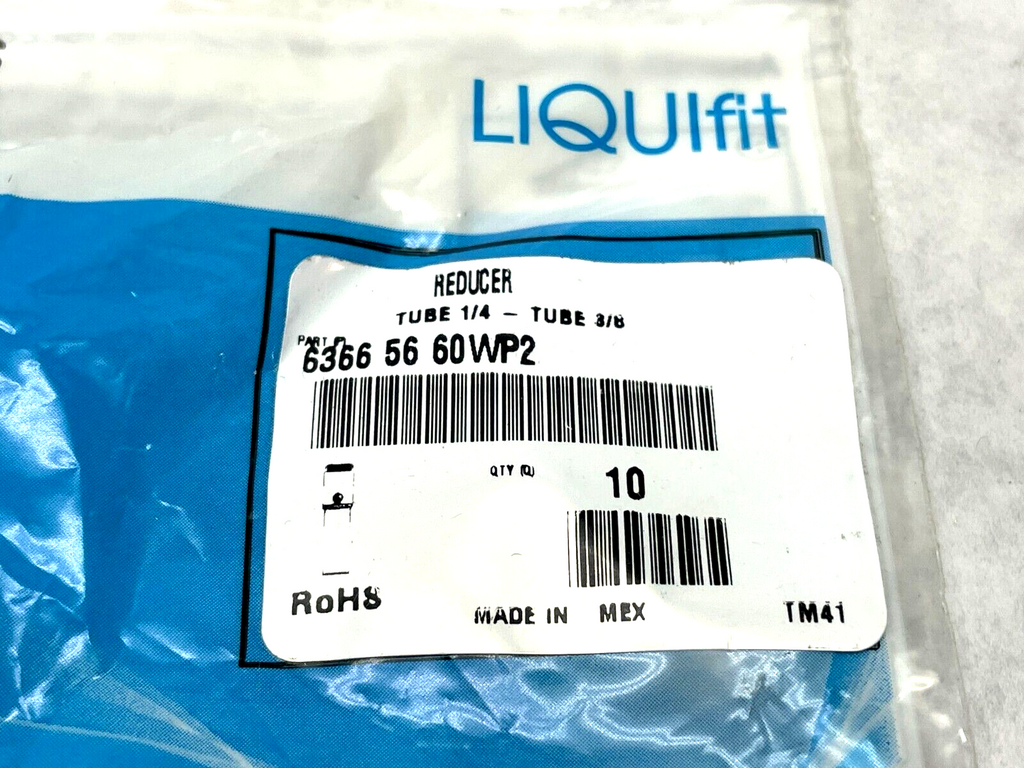 LIQUIfit
REDUCER
TUBE 1/4 – TUBE 3/8
PART
6366 56 60WP2
QTY (Q)
10
RoHS
MADE IN MEX
TM41